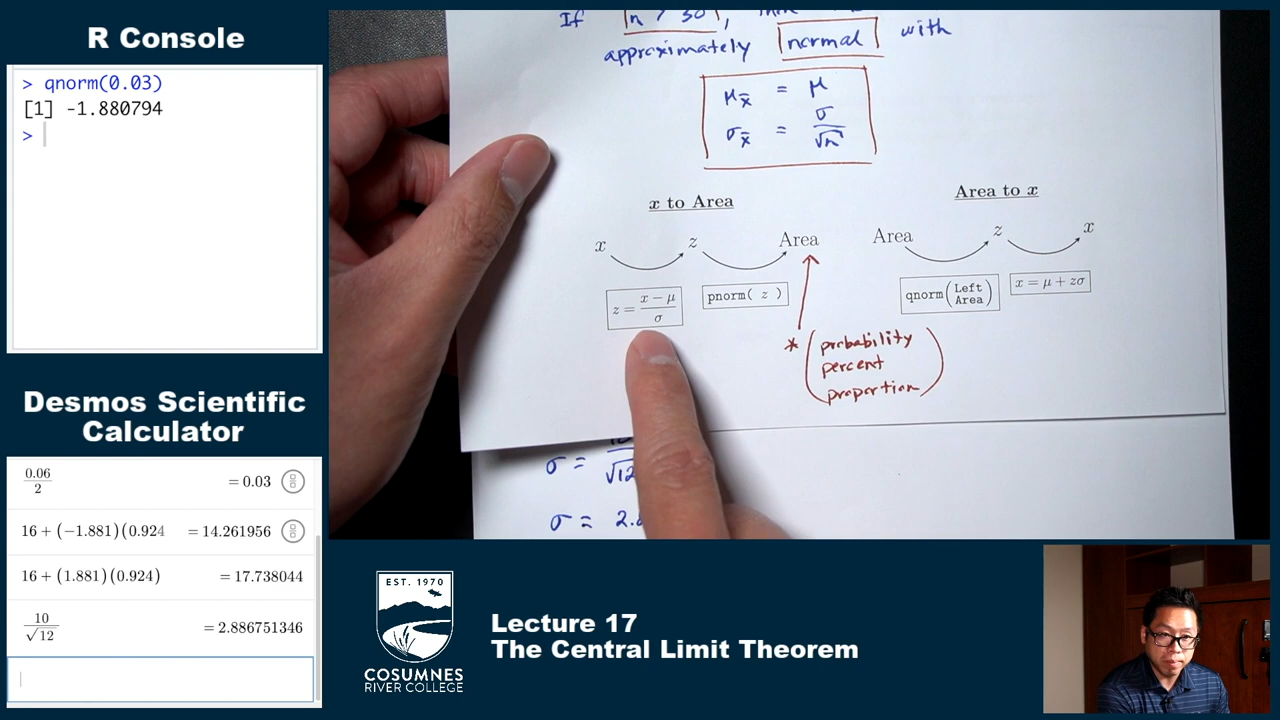 R Console
> qnorm(0.03)
[1] -1.880794
>
Desmos Scientific
Calculator
0.06
2
= 0.03
16 + (−1.881)(0.924
= 14.261956
16 + (1.881)(0.924)
= 17.738044
10
√12
= 2.886751346
If n > 30,
approximately normal with
μx̄ = μ
σx̄ = σ/√n
x to Area
x z Area
z = (x − μ)/σ
pnorm( z )
Area to x
Area z x
qnorm(Left Area)
x = μ + zσ
* (probability
percent
proportion)
σ =
√12
σ =
2.
EST. 1970
COSUMNES
RIVER COLLEGE
Lecture 17
The Central Limit Theorem